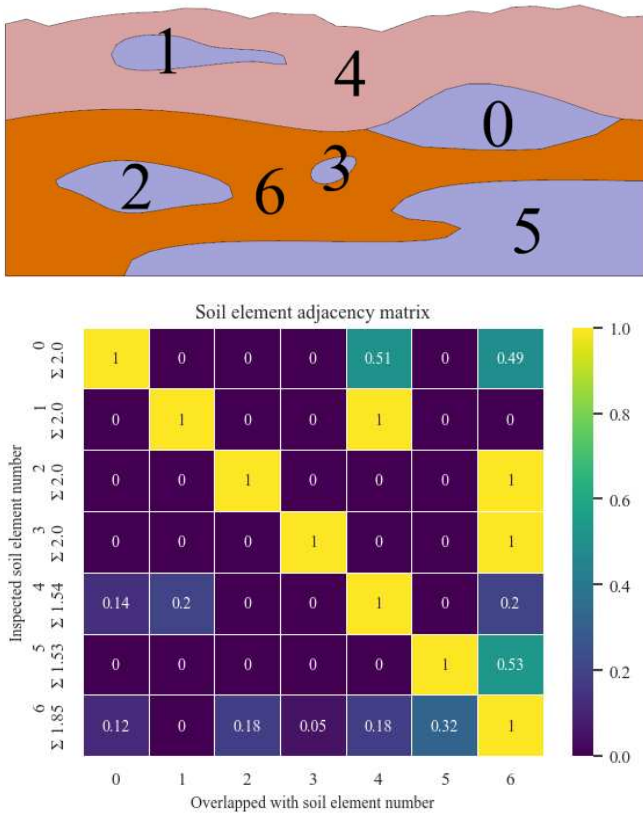 1
4
0
2
6
3
5
Soil element adjacency matrix
Inspected soil element number
0
Σ 2.0
1 0 0 0 0.51 0 0.49
1
Σ 2.0
0 1 0 0 1 0 0
2
Σ 2.0
0 0 1 0 0 0 1
3
Σ 2.0
0 0 0 1 0 0 1
4
Σ 1.54
0.14 0.2 0 0 1 0 0.2
5
Σ 1.53
0 0 0 0 0 1 0.53
6
Σ 1.85
0.12 0 0.18 0.05 0.18 0.32 1
0 1 2 3 4 5 6
Overlapped with soil element number
1.0
0.8
0.6
0.4
0.2
0.0